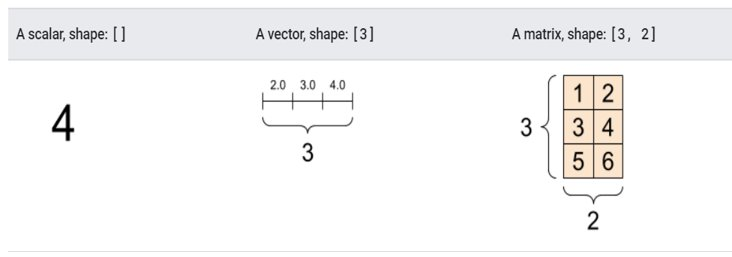 A scalar, shape: [ ]
A vector, shape: [3]
A matrix, shape: [3, 2]
4
2.0 3.0 4.0
3
3
1 2
3 4
5 6
2